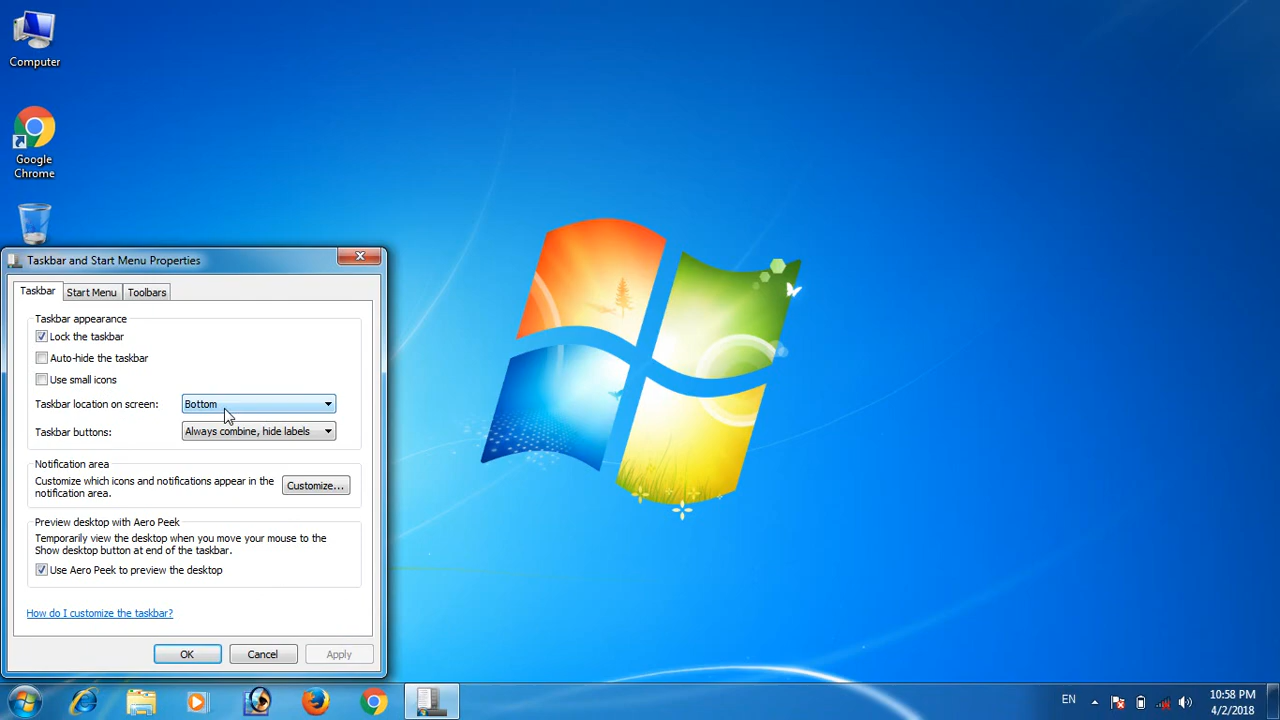 Computer
Google
Chrome
Taskbar and Start Menu Properties
Taskbar
Start Menu
Toolbars
Taskbar appearance
Lock the taskbar
Auto-hide the taskbar
Use small icons
Taskbar location on screen:
Bottom
Taskbar buttons:
Always combine, hide labels
Notification area
Customize which icons and notifications appear in the
notification area.
Customize...
Preview desktop with Aero Peek
Temporarily view the desktop when you move your mouse to the
Show desktop button at end of the taskbar.
Use Aero Peek to preview the desktop
How do I customize the taskbar?
OK
Cancel
Apply
EN
10:58 PM
4/2/2018